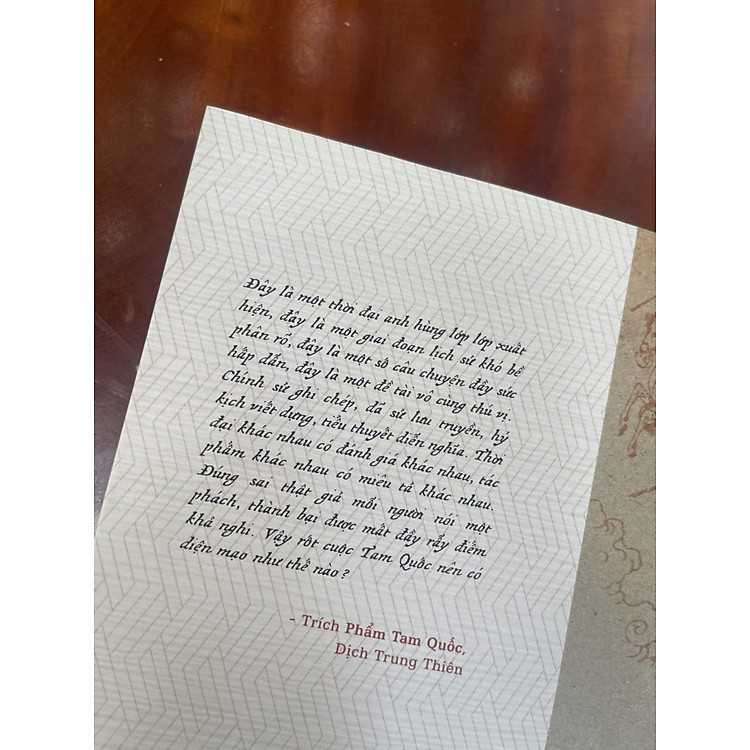 Đây là một thời đại anh hùng lớp lớp xuất
hiện, đây là một giai đoạn lịch sử khó bề
phân rõ, đây là một số câu chuyện đầy sức
hấp dẫn, đây là một đề tài vô cùng thú vị.
Chính sử ghi chép, dã sử lưu truyền, hý
kịch viết dựng, tiểu thuyết diễn nghĩa. Thời
đại khác nhau có đánh giá khác nhau, tác
phẩm khác nhau có miêu tả khác nhau.
Đúng sai thật giả mỗi người nói một
phách, thành bại được mất đầy rẫy điểm
khả nghi. Vậy rốt cuộc Tam Quốc nên có
diện mạo như thế nào?
– Trích Phẩm Tam Quốc,
Dịch Trung Thiên